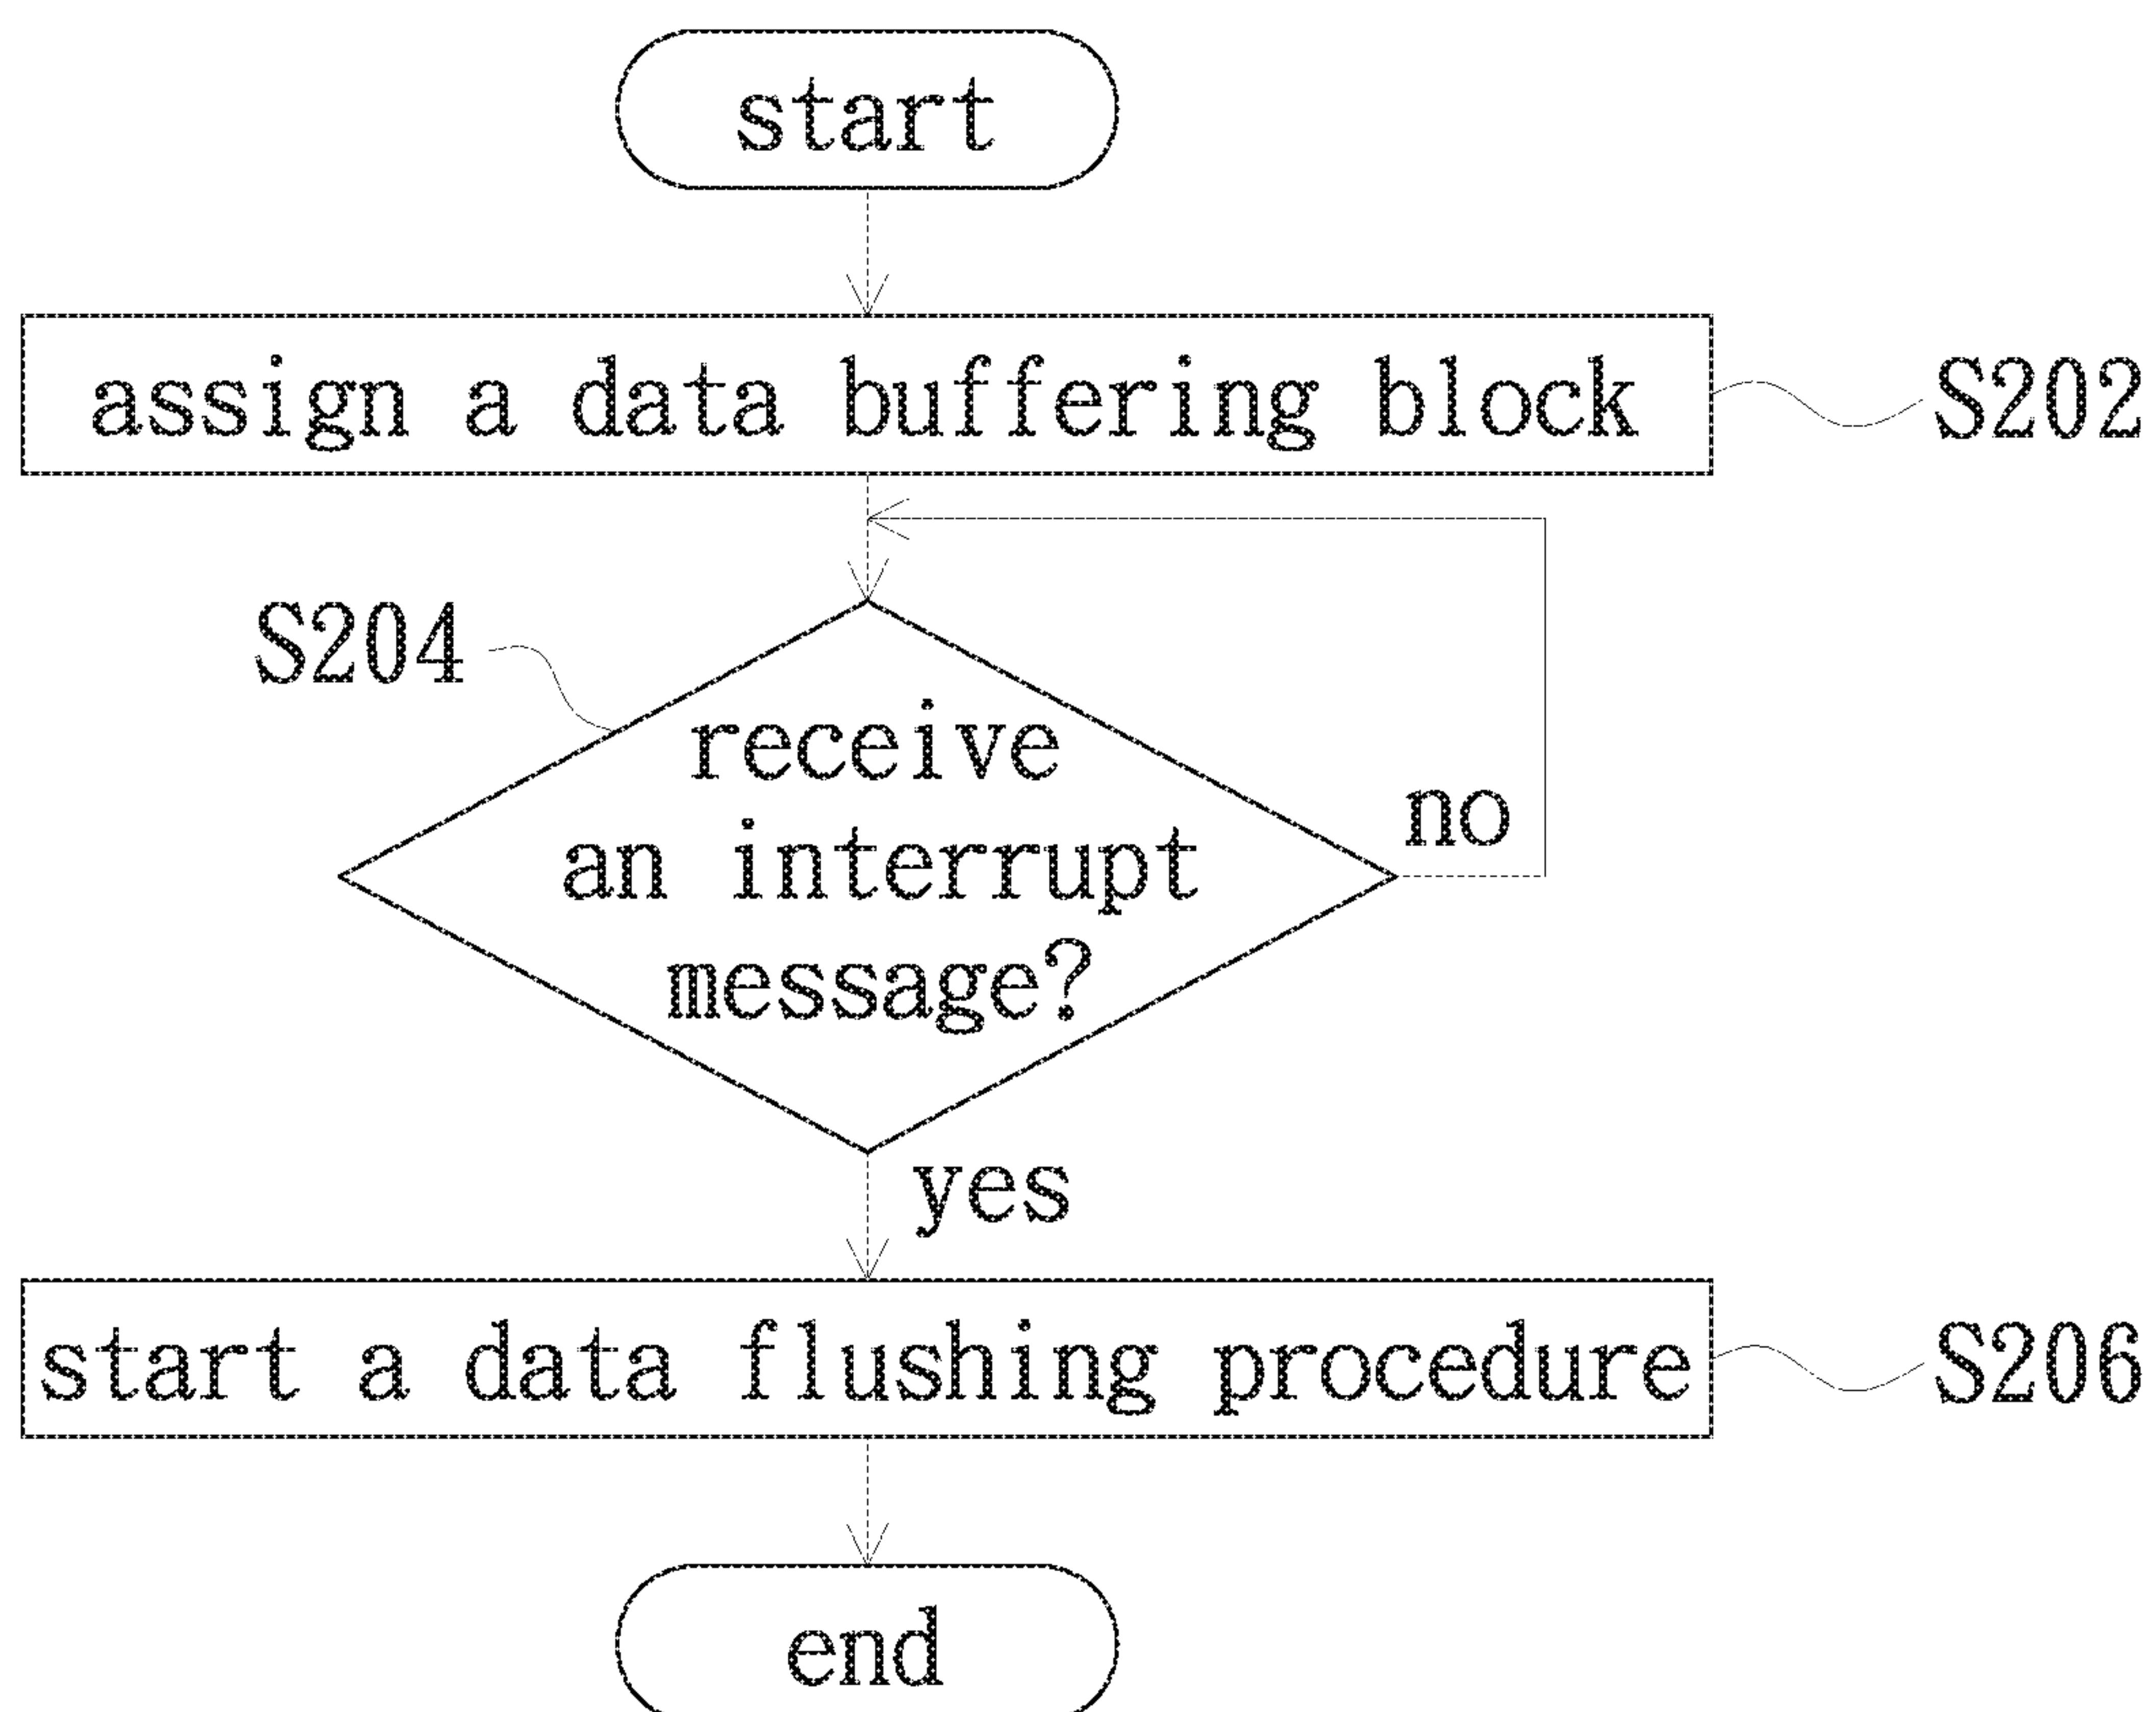 start
assign a data buffering block
S202
S204
receive
an interrupt
message?
no
yes
start a data flushing procedure
S206
end